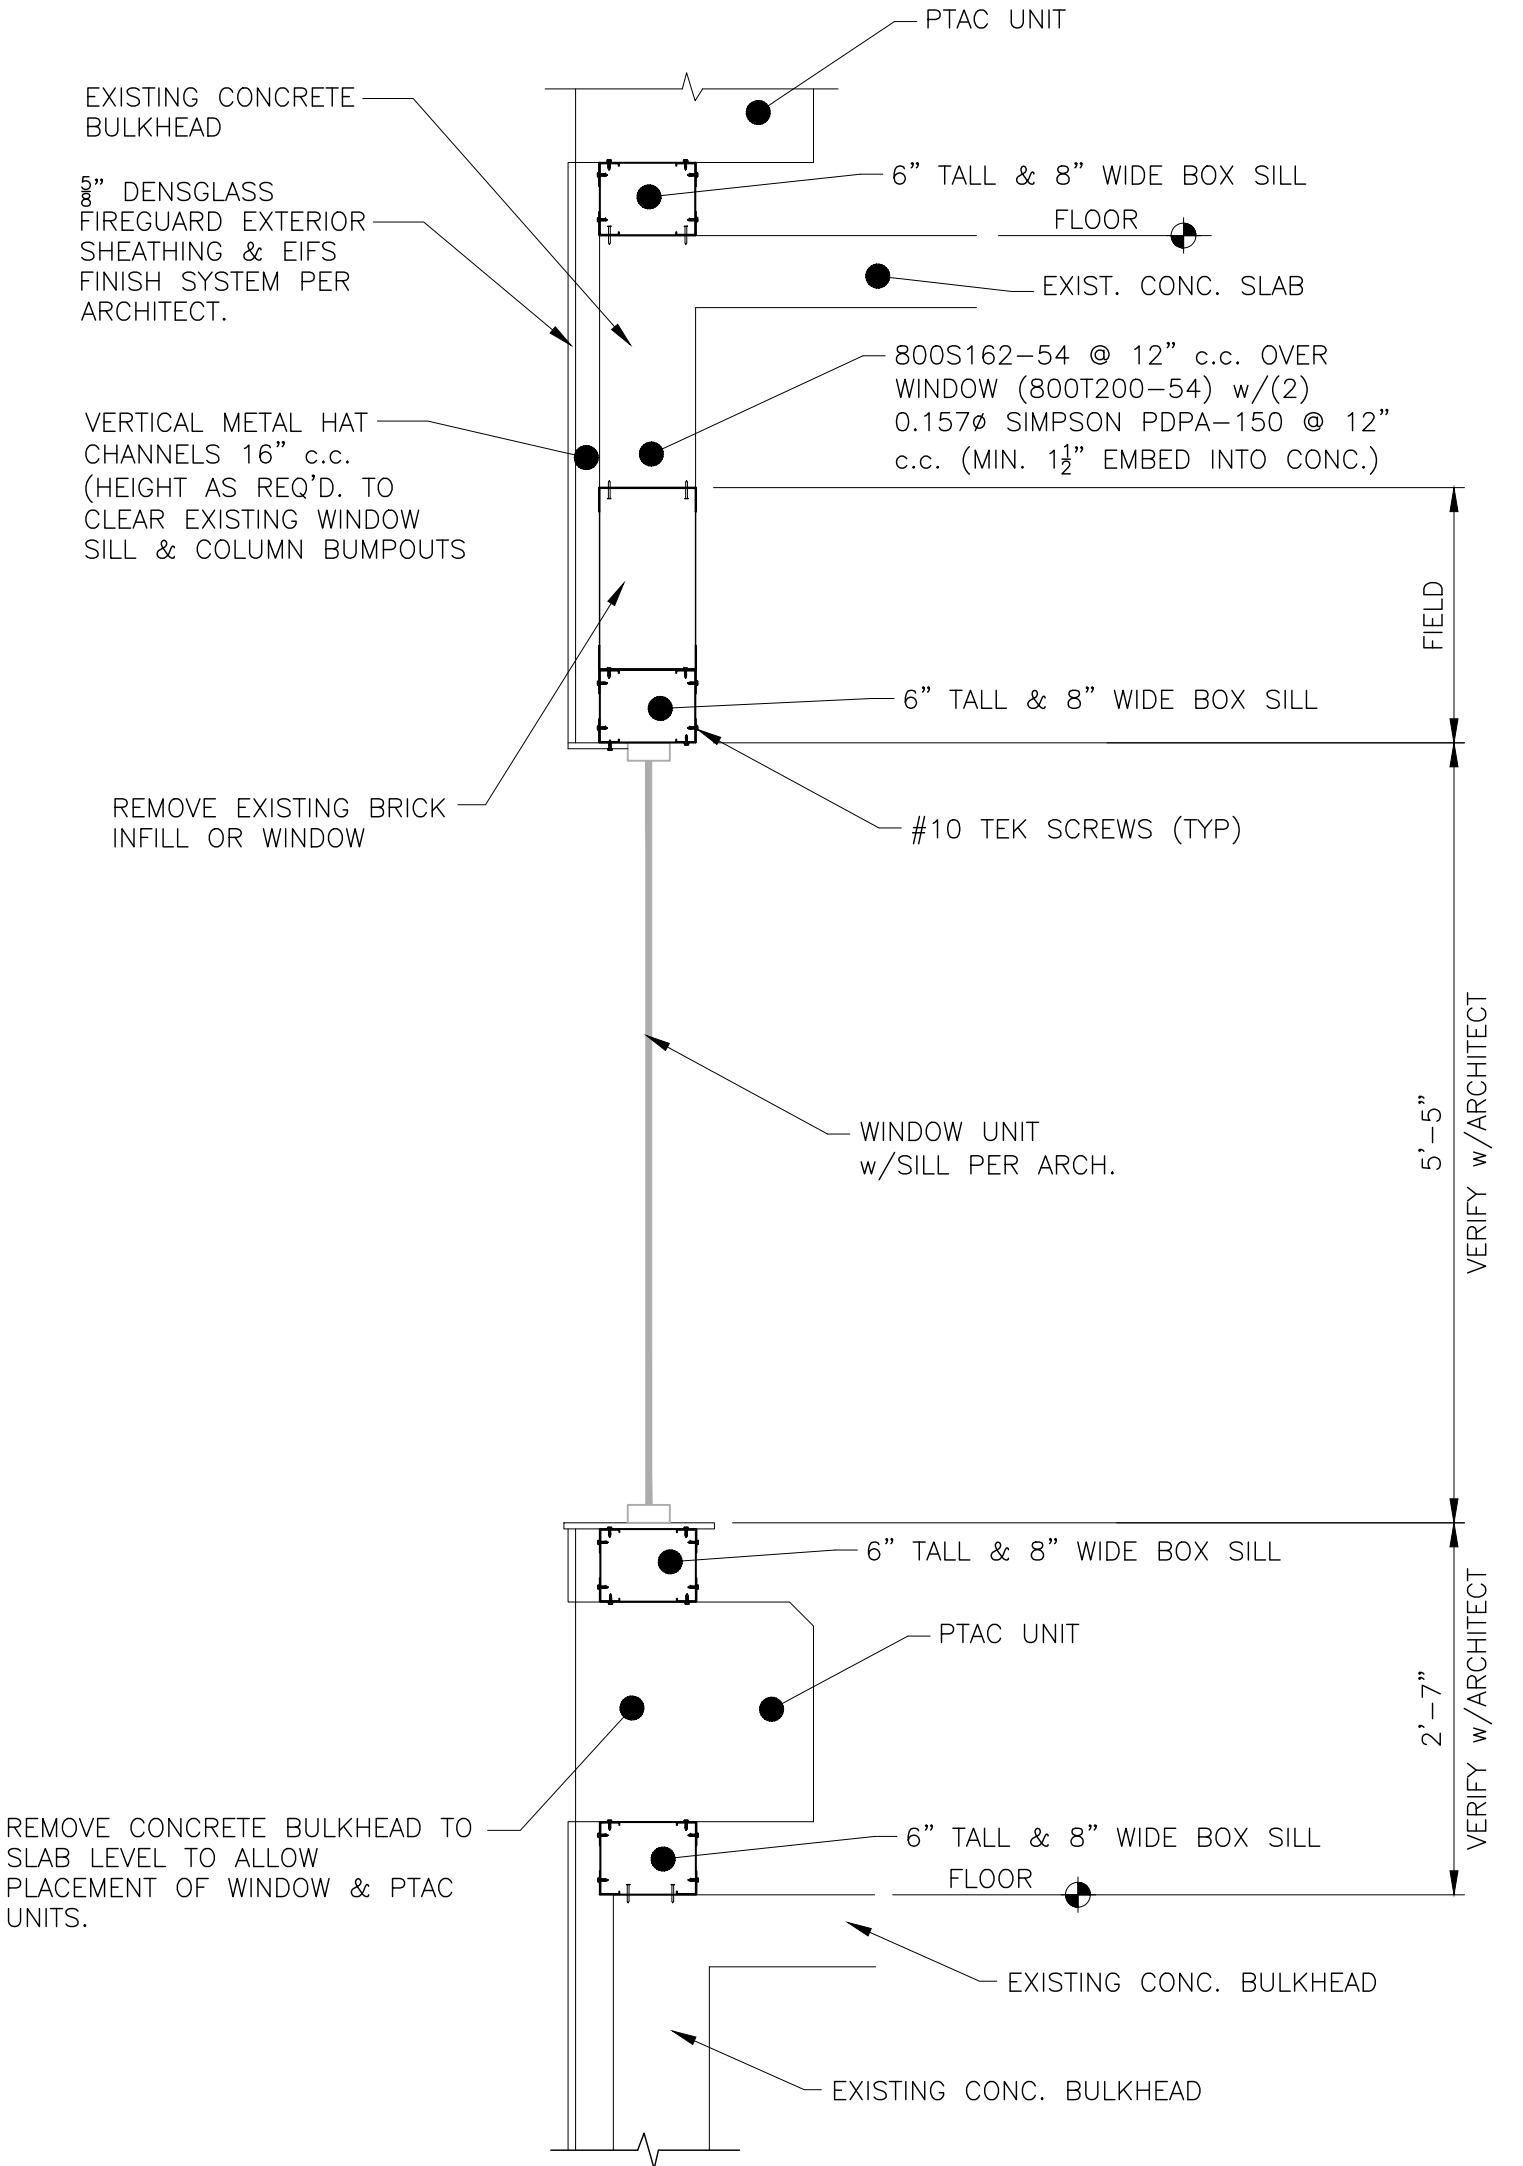 PTAC UNIT
EXISTING CONCRETE
BULKHEAD
6” TALL & 8” WIDE BOX SILL
FLOOR
5/8” DENSGLASS
FIREGUARD EXTERIOR
SHEATHING & EIFS
FINISH SYSTEM PER
ARCHITECT.
EXIST. CONC. SLAB
800S162-54 @ 12” c.c. OVER
WINDOW (800T200-54) w/(2)
0.157ø SIMPSON PDPA-150 @ 12”
c.c. (MIN. 1 1/2” EMBED INTO CONC.)
VERTICAL METAL HAT
CHANNELS 16” c.c.
(HEIGHT AS REQ’D. TO
CLEAR EXISTING WINDOW
SILL & COLUMN BUMPOUTS
FIELD
6” TALL & 8” WIDE BOX SILL
REMOVE EXISTING BRICK
INFILL OR WINDOW
#10 TEK SCREWS (TYP)
WINDOW UNIT
w/SILL PER ARCH.
5’-5”
VERIFY w/ARCHITECT
6” TALL & 8” WIDE BOX SILL
PTAC UNIT
2’-7”
VERIFY w/ARCHITECT
REMOVE CONCRETE BULKHEAD TO
SLAB LEVEL TO ALLOW
PLACEMENT OF WINDOW & PTAC
UNITS.
6” TALL & 8” WIDE BOX SILL
FLOOR
EXISTING CONC. BULKHEAD
EXISTING CONC. BULKHEAD